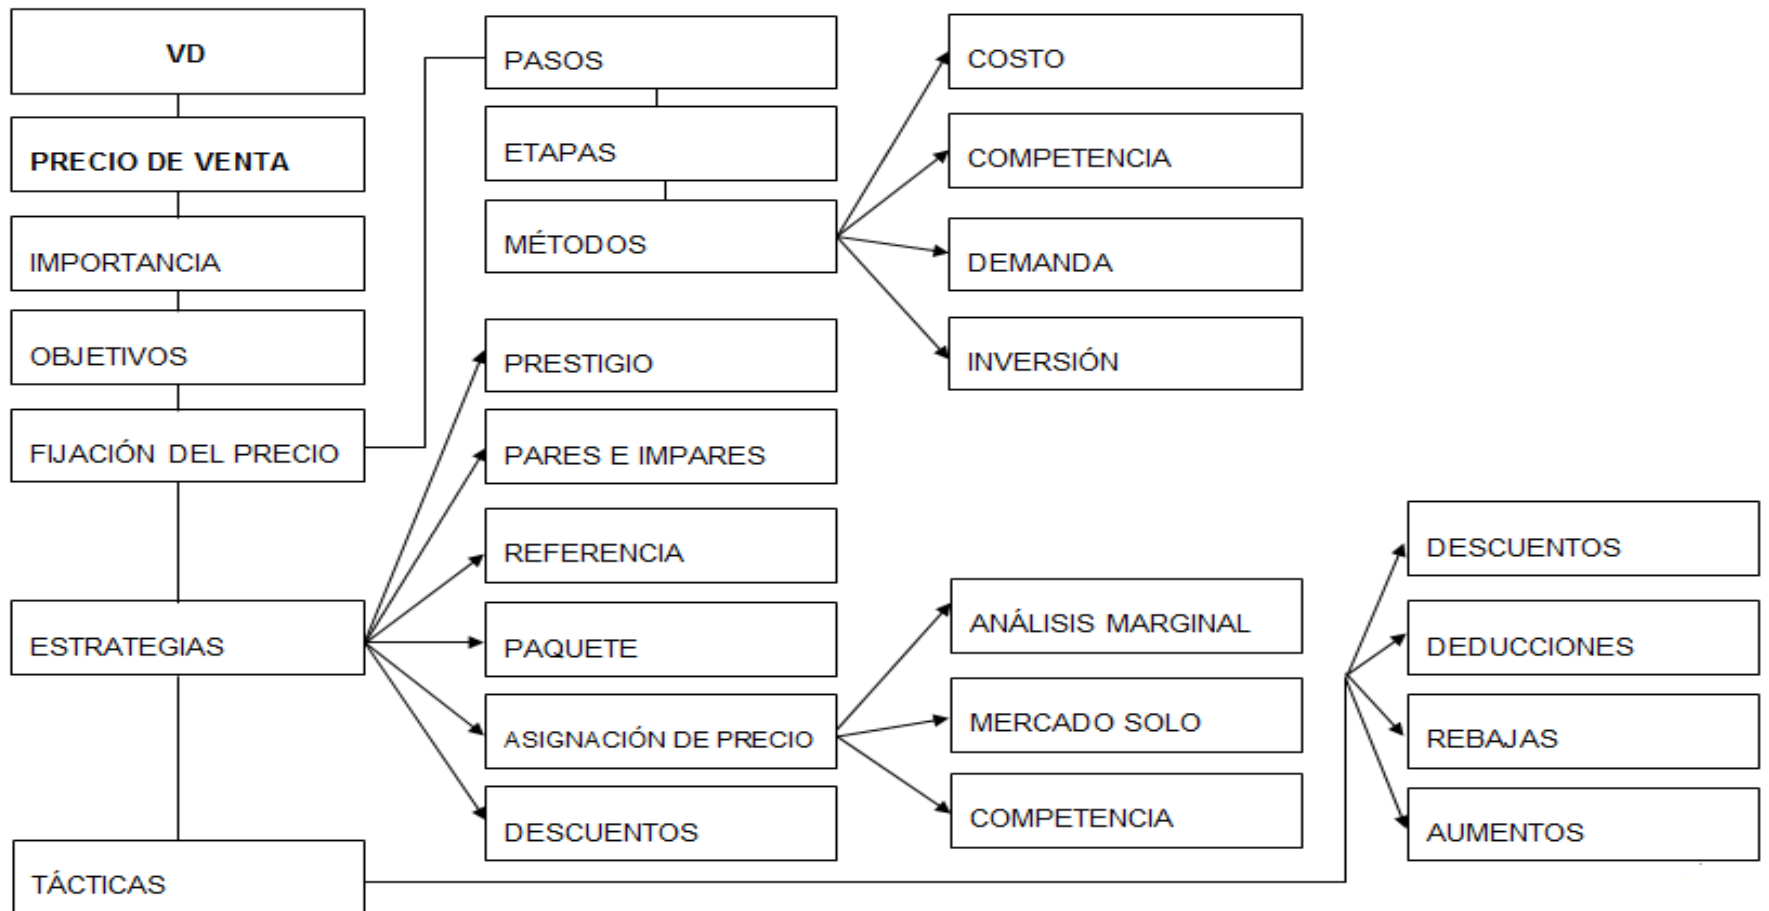 VD
PRECIO DE VENTA
IMPORTANCIA
OBJETIVOS
FIJACIÓN DEL PRECIO
ESTRATEGIAS
TÁCTICAS
PASOS
ETAPAS
MÉTODOS
COSTO
COMPETENCIA
DEMANDA
INVERSIÓN
PRESTIGIO
PARES E IMPARES
REFERENCIA
PAQUETE
ASIGNACIÓN DE PRECIO
DESCUENTOS
ANÁLISIS MARGINAL
MERCADO SOLO
COMPETENCIA
DESCUENTOS
DEDUCCIONES
REBAJAS
AUMENTOS